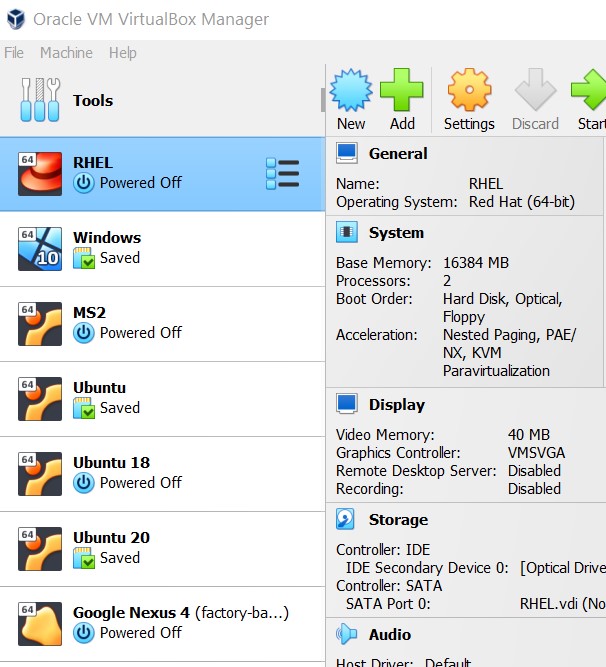 Oracle VM VirtualBox Manager
File Machine Help
Tools
New Add Settings Discard Start
64 RHEL
Powered Off
64 10 Windows
Saved
64 MS2
Powered Off
64 Ubuntu
Saved
64 Ubuntu 18
Powered Off
64 Ubuntu 20
Saved
64 Google Nexus 4 (factory-ba...)
Powered Off
General
Name: RHEL
Operating System: Red Hat (64-bit)
System
Base Memory: 16384 MB
Processors: 2
Boot Order: Hard Disk, Optical,
Floppy
Acceleration: Nested Paging, PAE/
NX, KVM
Paravirtualization
Display
Video Memory: 40 MB
Graphics Controller: VMSVGA
Remote Desktop Server: Disabled
Recording: Disabled
Storage
Controller: IDE
IDE Secondary Device 0: [Optical Drive
Controller: SATA
SATA Port 0: RHEL.vdi (No
Audio
Host Driver: Default